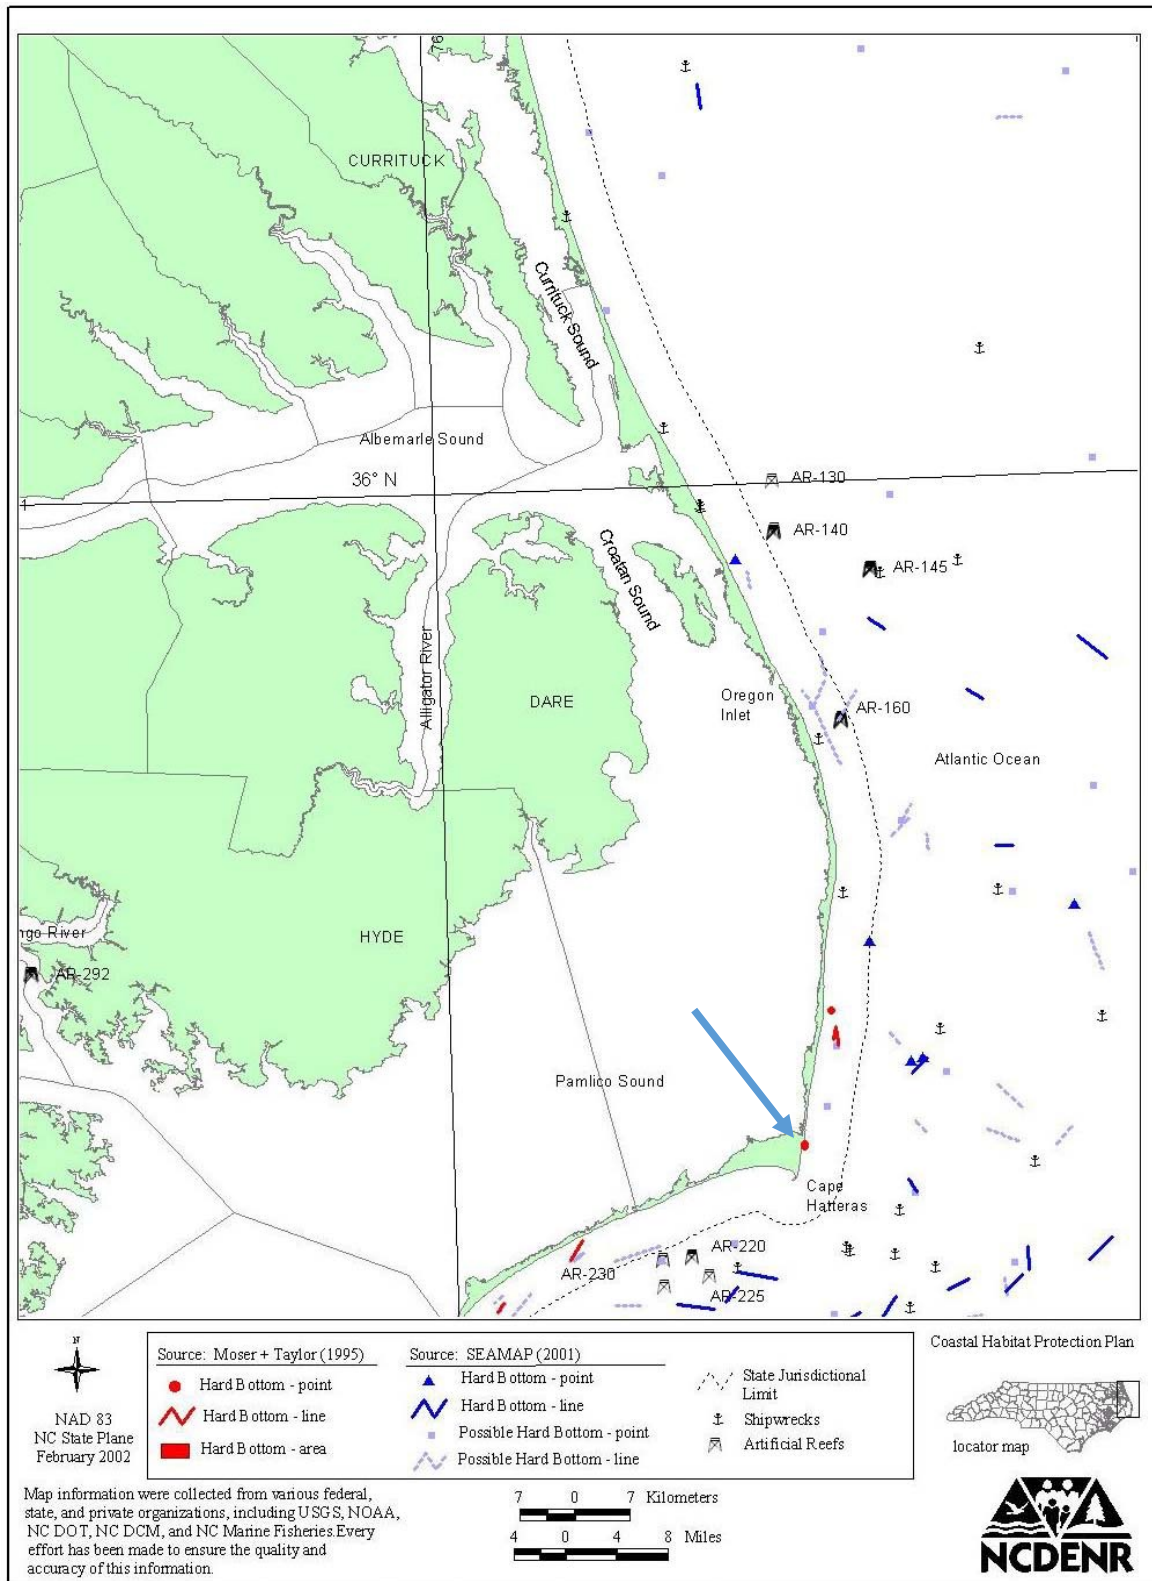 76
CURRITUCK
Currituck Sound
Albemarle Sound
36° N
AR-130
AR-140
AR-145
Croatan Sound
Alligator River
DARE
Oregon
Inlet
AR-160
Atlantic Ocean
ngo River
HYDE
AR-292
Pamlico Sound
Cape
Hatteras
AR-220
AR-230
AR-225
N
NAD 83
NC State Plane
February 2002
Source: Moser + Taylor (1995)
Hard Bottom - point
Hard Bottom - line
Hard Bottom - area
Source: SEAMAP (2001)
Hard Bottom - point
Hard Bottom - line
Possible Hard Bottom - point
Possible Hard Bottom - line
State Jurisdictional
Limit
Shipwrecks
Artificial Reefs
Coastal Habitat Protection Plan
locator map
Map information were collected from various federal,
state, and private organizations, including USGS, NOAA,
NC DOT, NC DCM, and NC Marine Fisheries.Every
effort has been made to ensure the quality and
accuracy of this information.
7 0 7 Kilometers
4 0 4 8 Miles
NCDENR